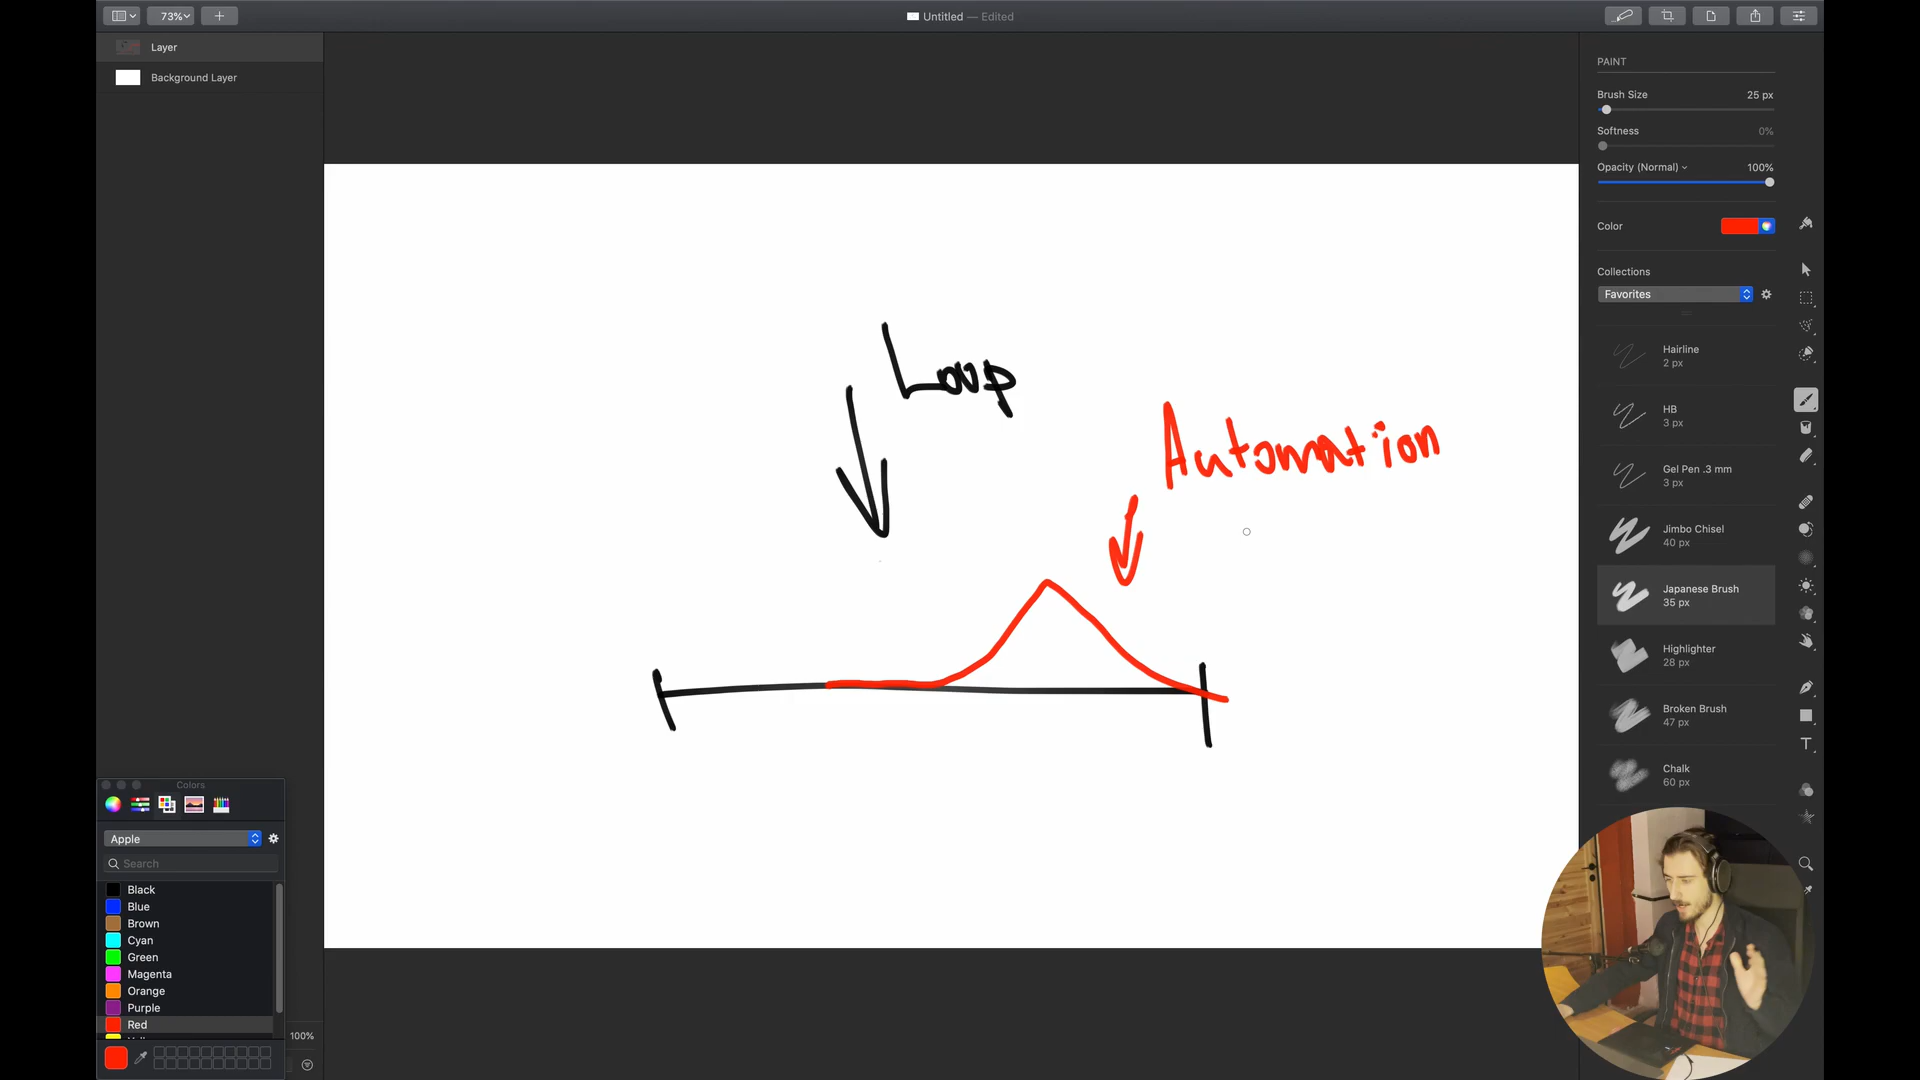 73%
Untitled — Edited
Layer
Background Layer
PAINT
Brush Size 25 px
Softness 0%
Opacity (Normal) 100%
Color
Collections
Favorites
Hairline
2 px
HB
3 px
Gel Pen .3 mm
3 px
Jimbo Chisel
40 px
Japanese Brush
35 px
Highlighter
28 px
Broken Brush
47 px
Chalk
60 px
Loop
Automation
Colors
Apple
Search
Black
Blue
Brown
Cyan
Green
Magenta
Orange
Purple
Red
100%